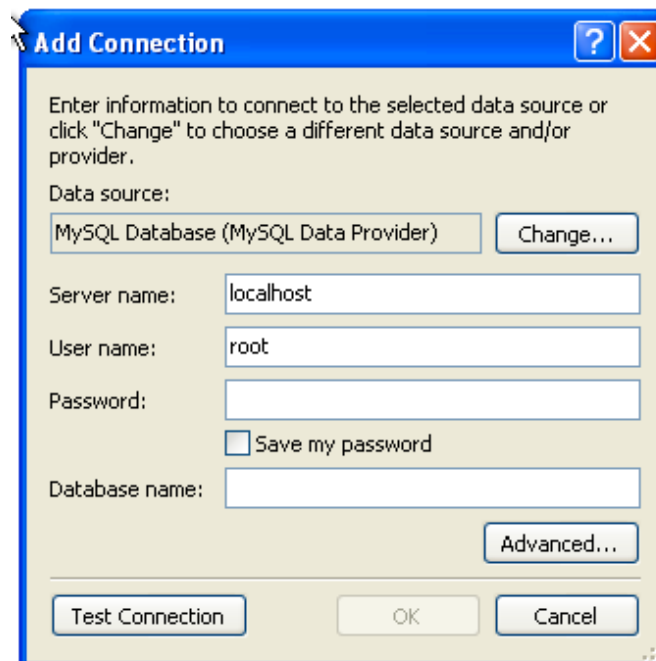 Add Connection
Enter information to connect to the selected data source or
click "Change" to choose a different data source and/or
provider.
Data source:
MySQL Database (MySQL Data Provider) Change...
Server name: localhost
User name: root
Password:
Save my password
Database name:
Advanced...
Test Connection OK Cancel